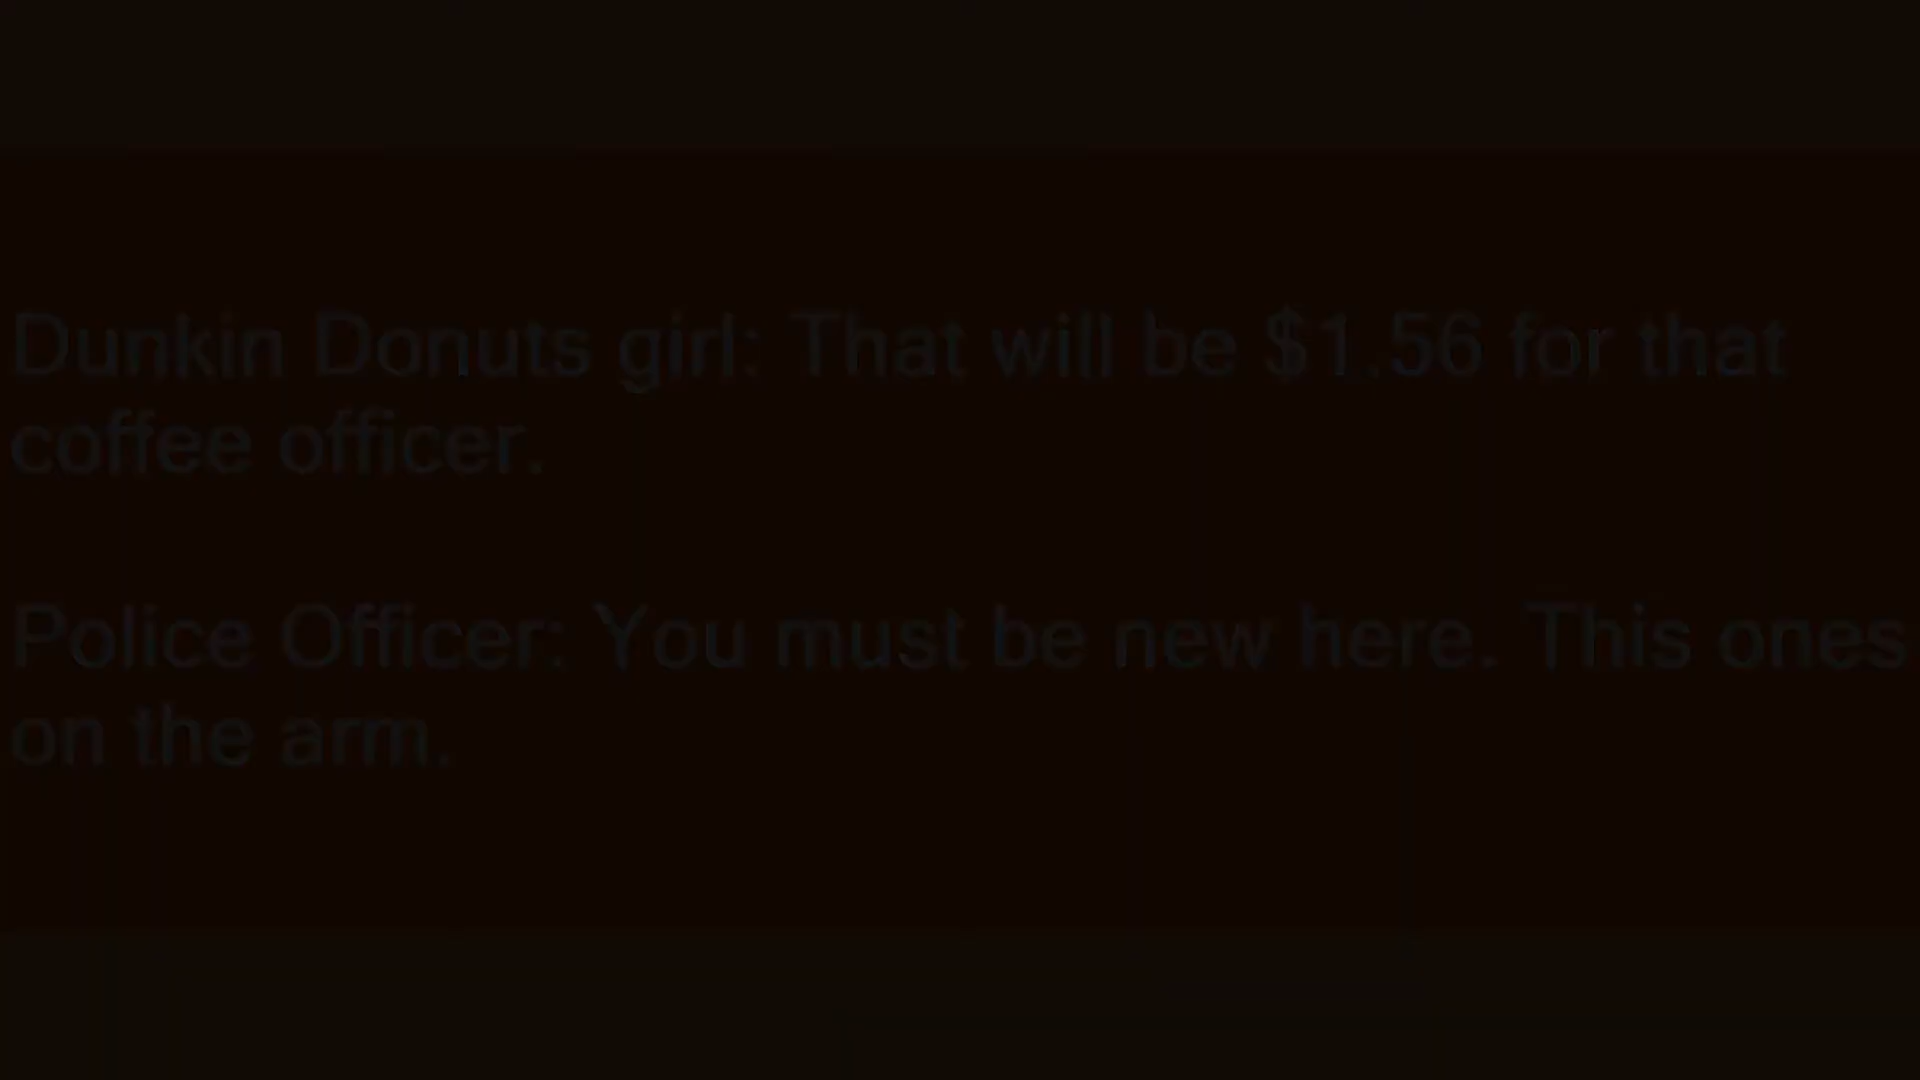 Dunkin Donuts girl: That will be $1.56 for that
coffee officer.
Police Officer: You must be new here. This ones
on the arm.